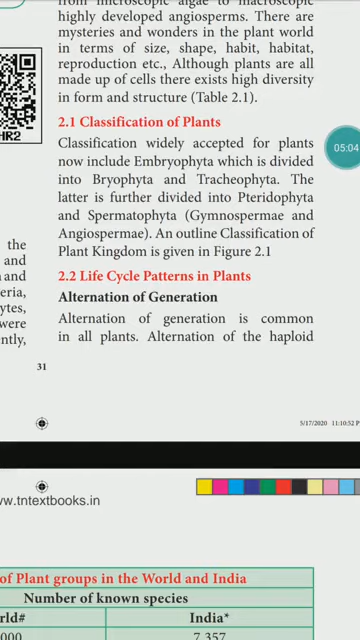 from microscopic algae to macroscopic
highly developed angiosperms. There are
mysteries and wonders in the plant world
in terms of size, shape, habit, habitat,
reproduction etc., Although plants are all
made up of cells there exists high diversity
in form and structure (Table 2.1).
2.1 Classification of Plants
Classification widely accepted for plants
now include Embryophyta which is divided
into Bryophyta and Tracheophyta. The
latter is further divided into Pteridophyta
and Spermatophyta (Gymnospermae and
Angiospermae). An outline Classification of
Plant Kingdom is given in Figure 2.1
2.2 Life Cycle Patterns in Plants
Alternation of Generation
Alternation of generation is common
in all plants. Alternation of the haploid
05:04
HR2
the
and
and
were
31
5/17/2020 11:10:52 P
w.tntextbooks.in
of Plant groups in the World and India
Number of known species
rld#
India*
000
7,357